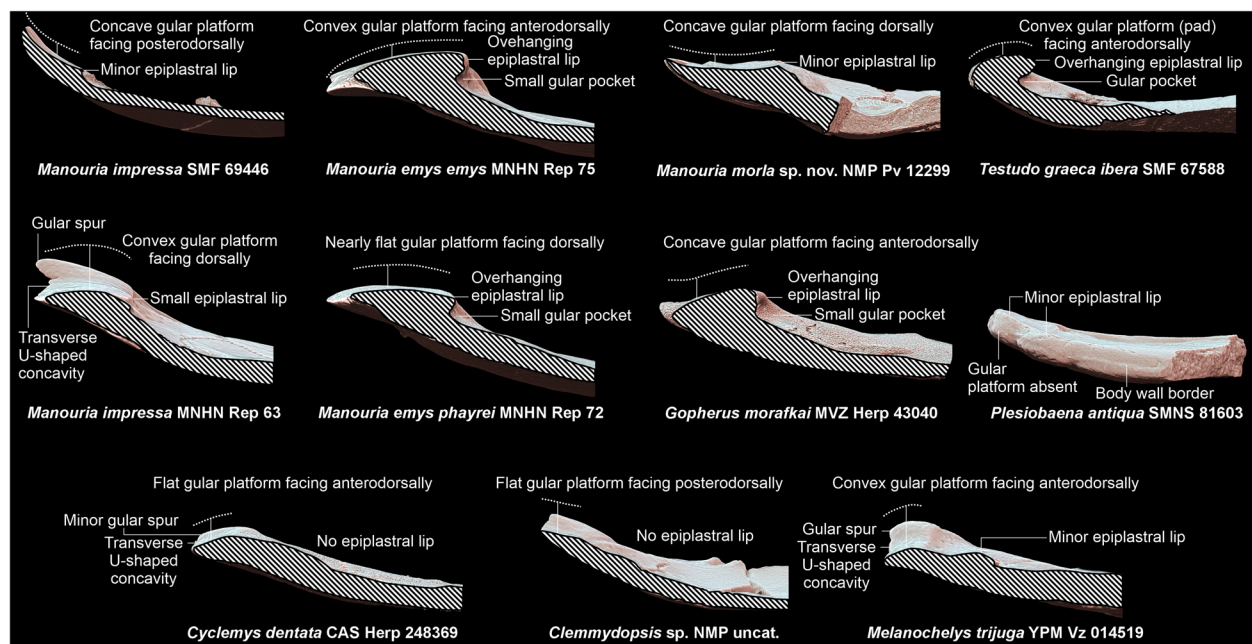 Concave gular platform
facing posterodorsally
Minor epiplastral lip
Manouria impressa SMF 69446
Convex gular platform facing anterodorsally
Ovehanging
epiplastral lip
Small gular pocket
Manouria emys emys MNHN Rep 75
Concave gular platform facing dorsally
Minor epiplastral lip
Manouria morla sp. nov. NMP Pv 12299
Convex gular platform (pad)
facing anterodorsally
Overhanging epiplastral lip
Gular pocket
Testudo graeca ibera SMF 67588
Gular spur
Convex gular platform
facing dorsally
Small epiplastral lip
Transverse
U-shaped
concavity
Manouria impressa MNHN Rep 63
Nearly flat gular platform facing dorsally
Overhanging
epiplastral lip
Small gular pocket
Manouria emys phayrei MNHN Rep 72
Concave gular platform facing anterodorsally
Overhanging
epiplastral lip
Small gular pocket
Gopherus morafkai MVZ Herp 43040
Minor epiplastral lip
Gular
platform absent
Body wall border
Plesiobaena antiqua SMNS 81603
Flat gular platform facing anterodorsally
Minor gular spur
Transverse
U-shaped
concavity
No epiplastral lip
Cyclemys dentata CAS Herp 248369
Flat gular platform facing posterodorsally
No epiplastral lip
Clemmydopsis sp. NMP uncat.
Convex gular platform facing anterodorsally
Gular spur
Transverse
U-shaped
concavity
Minor epiplastral lip
Melanochelys trijuga YPM Vz 014519